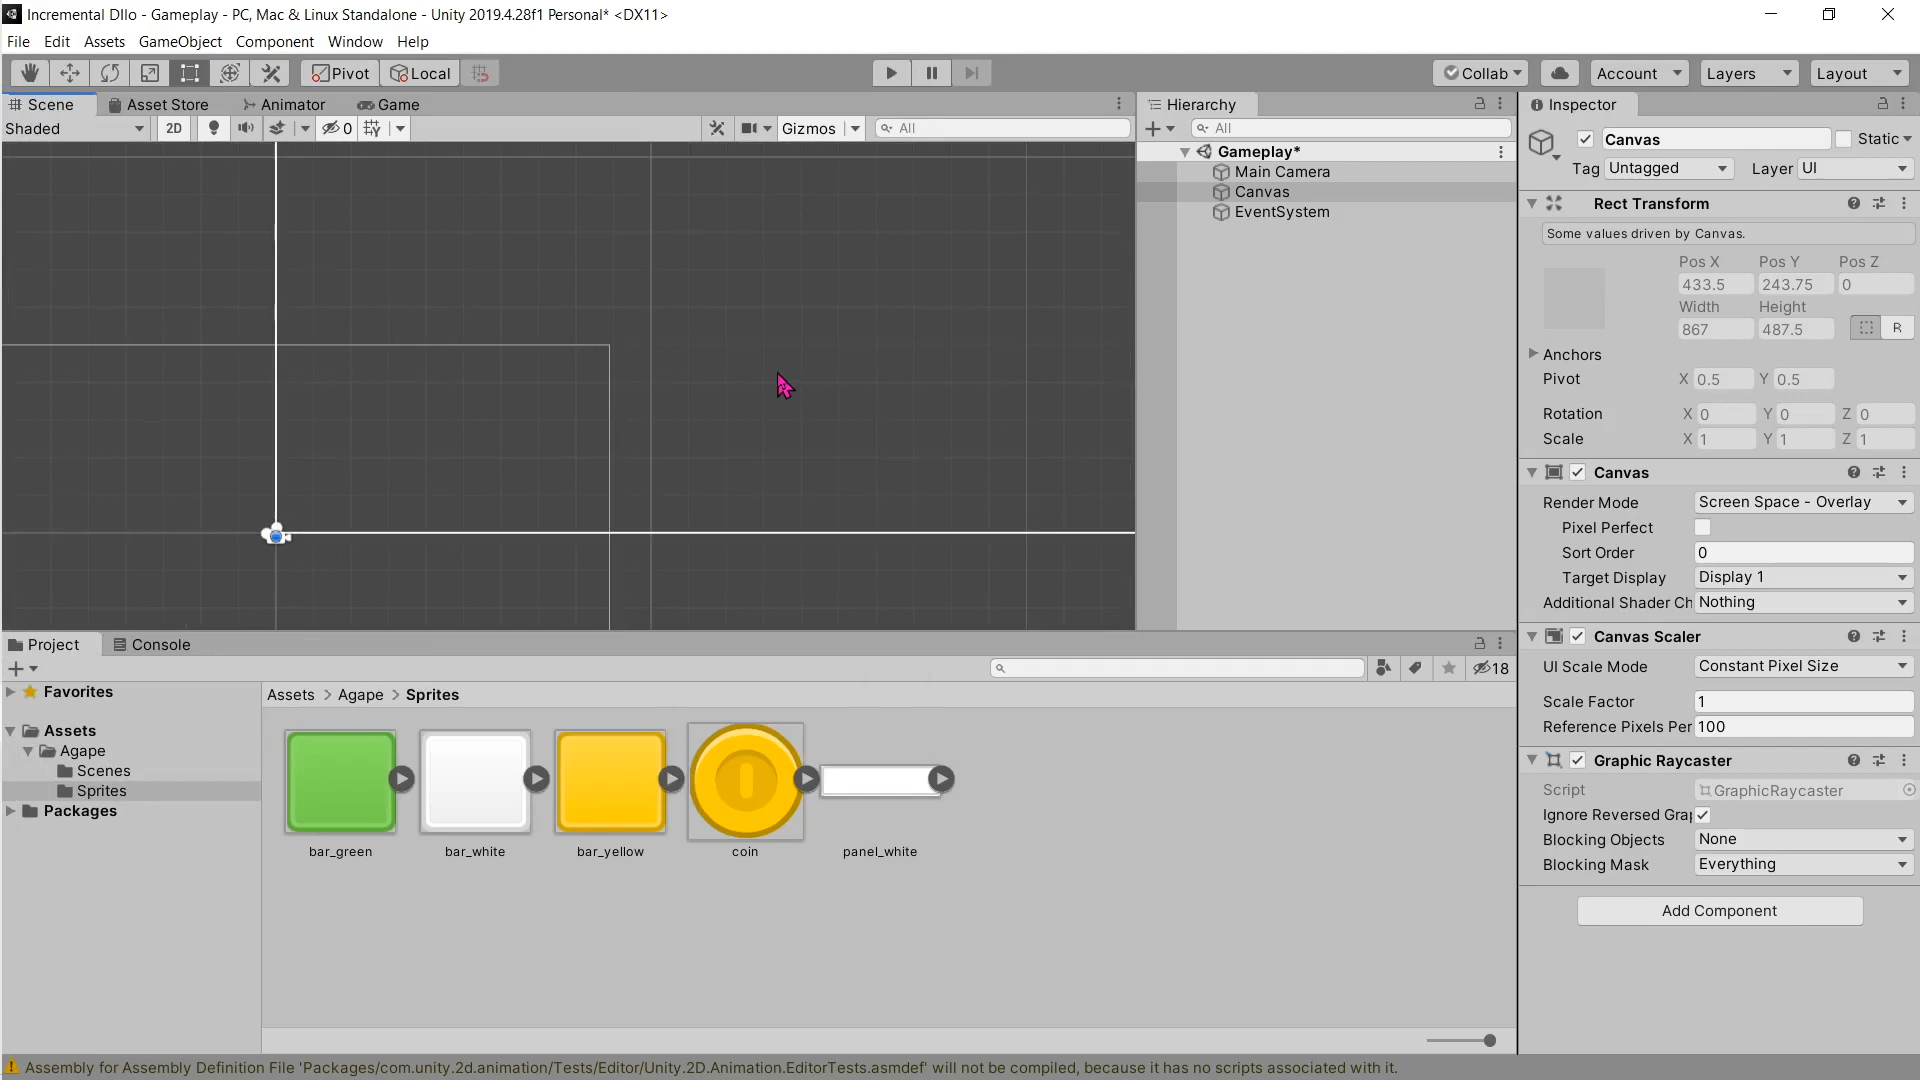 Incremental DIlo - Gameplay - PC, Mac & Linux Standalone - Unity 2019.4.28f1 Personal* <DX11>
File Edit Assets GameObject Component Window Help
Pivot Local Collab Account Layers Layout
Scene Asset Store Animator Game
Shaded 2D 0 Gizmos All
Hierarchy
All
Gameplay*
Main Camera
Canvas
EventSystem
Inspector
Canvas Static
Tag Untagged Layer UI
Rect Transform
Some values driven by Canvas.
Pos X Pos Y Pos Z
433.5 243.75 0
Width Height
867 487.5 R
Anchors
Pivot X 0.5 Y 0.5
Rotation X 0 Y 0 Z 0
Scale X 1 Y 1 Z 1
Canvas
Render Mode Screen Space - Overlay
Pixel Perfect
Sort Order 0
Target Display Display 1
Additional Shader Ch Nothing
Canvas Scaler
UI Scale Mode Constant Pixel Size
Scale Factor 1
Reference Pixels Per 100
Graphic Raycaster
Script GraphicRaycaster
Ignore Reversed Grap
Blocking Objects None
Blocking Mask Everything
Add Component
Project Console
18
Favorites
Assets
Agape
Scenes
Sprites
Packages
Assets > Agape > Sprites
bar_green bar_white bar_yellow coin panel_white
Assembly for Assembly Definition File 'Packages/com.unity.2d.animation/Tests/Editor/Unity.2D.Animation.EditorTests.asmdef' will not be compiled, because it has no scripts associated with it.